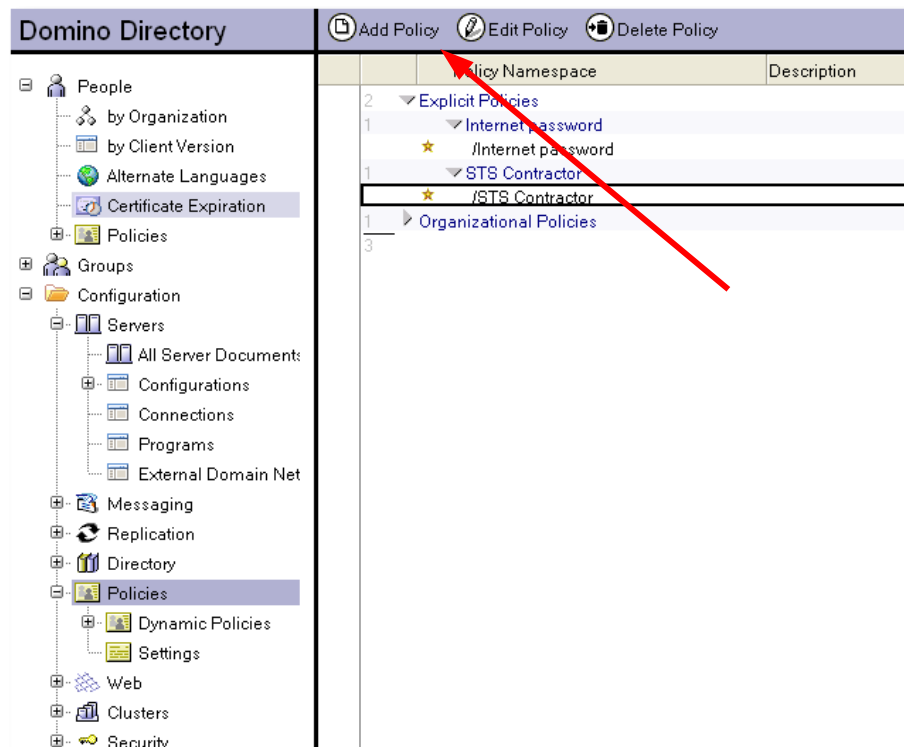 Domino Directory
Add Policy Edit Policy Delete Policy
People
by Organization
by Client Version
Alternate Languages
Certificate Expiration
Policies
Groups
Configuration
Servers
All Server Documents
Configurations
Connections
Programs
External Domain Net
Messaging
Replication
Directory
Policies
Dynamic Policies
Settings
Web
Clusters
Security
Policy Namespace Description
2 Explicit Policies
1 Internet password
/Internet password
1 STS Contractor
/STS Contractor
1 Organizational Policies
3